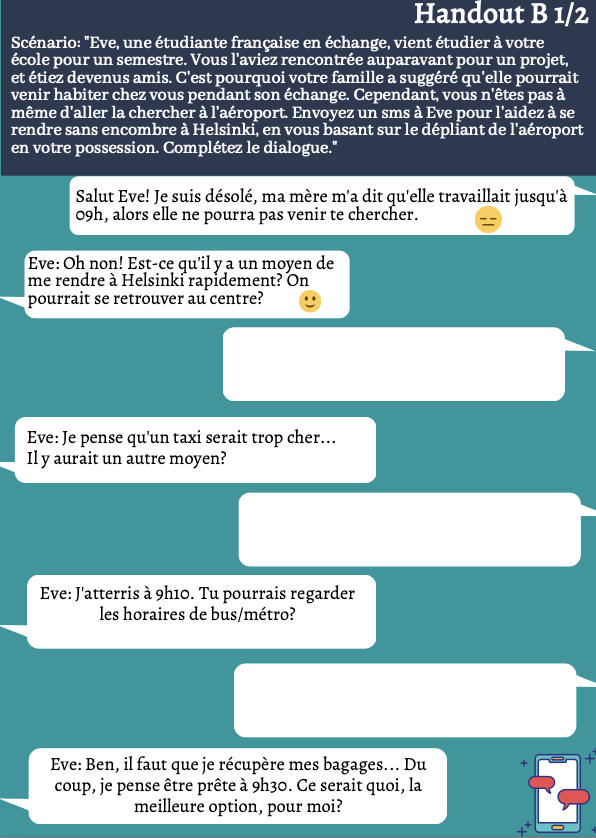 Handout B 1/2
Scénario: "Eve, une étudiante française en échange, vient étudier à votre
école pour un semestre. Vous l'aviez rencontrée auparavant pour un projet,
et étiez devenus amis. C'est pourquoi votre famille a suggéré qu'elle pourrait
venir habiter chez vous pendant son échange. Cependant, vous n'êtes pas à
même d'aller la chercher à l'aéroport. Envoyez un sms à Eve pour l'aidez à se
rendre sans encombre à Helsinki, en vous basant sur le dépliant de l'aéroport
en votre possession. Complétez le dialogue."
Salut Eve! Je suis désolé, ma mère m'a dit qu'elle travaillait jusqu'à
09h, alors elle ne pourra pas venir te chercher.
Eve: Oh non! Est-ce qu'il y a un moyen de
me rendre à Helsinki rapidement? On
pourrait se retrouver au centre?
Eve: Je pense qu'un taxi serait trop cher...
Il y aurait un autre moyen?
Eve: J'atterris à 9h10. Tu pourrais regarder
les horaires de bus/métro?
Eve: Ben, il faut que je récupère mes bagages... Du
coup, je pense être prête à 9h30. Ce serait quoi, la
meilleure option, pour moi?